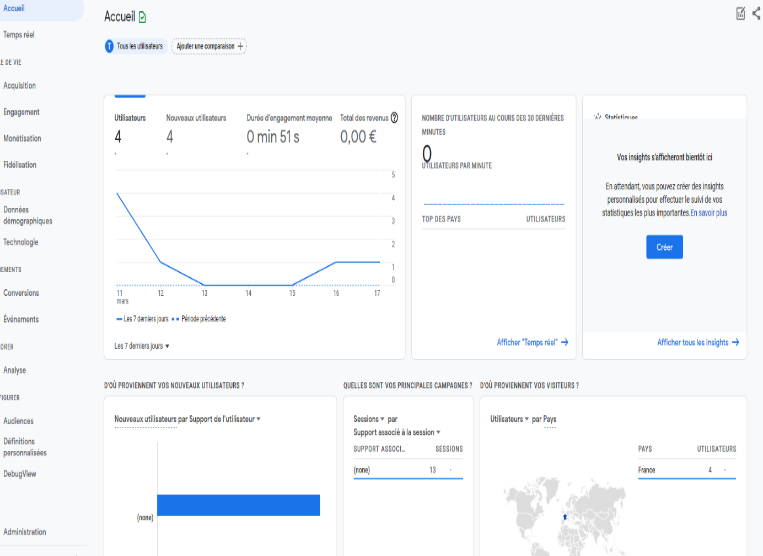 Accueil
Accueil
Temps réel
Tous les utilisateurs
Ajouter une comparaison +
E DE VIE
Acquisition
Engagement
Monétisation
Fidélisation
ISATEUR
Données
démographiques
Technologie
EMENTS
Conversions
Événements
ORER
Analyse
FIGURER
Audiences
Définitions
personnalisées
DebugView
Administration
Utilisateurs
4
Nouveaux utilisateurs
4
Durée d'engagement moyenne
0 min 51 s
Total des revenus
0,00 €
5
4
3
2
1
0
11
mars
12
13
14
15
16
17
Les 7 derniers jours
Période précédente
Les 7 derniers jours
NOMBRE D'UTILISATEURS AU COURS DES 30 DERNIÈRES
MINUTES
0
UTILISATEURS PAR MINUTE
TOP DES PAYS
UTILISATEURS
Afficher "Temps réel"
Statistiques
Vos insights s'afficheront bientôt ici
En attendant, vous pouvez créer des insights
personnalisés pour effectuer le suivi de vos
statistiques les plus importantes. En savoir plus
Créer
Afficher tous les insights
D'OÙ PROVIENNENT VOS NOUVEAUX UTILISATEURS ?
Nouveaux utilisateurs par Support de l'utilisateur
(none)
QUELLES SONT VOS PRINCIPALES CAMPAGNES ?
Sessions par
Support associé à la session
SUPPORT ASSOCI...
SESSIONS
(none)
13
-
D'OÙ PROVIENNENT VOS VISITEURS ?
Utilisateurs par Pays
PAYS
UTILISATEURS
France
4
-